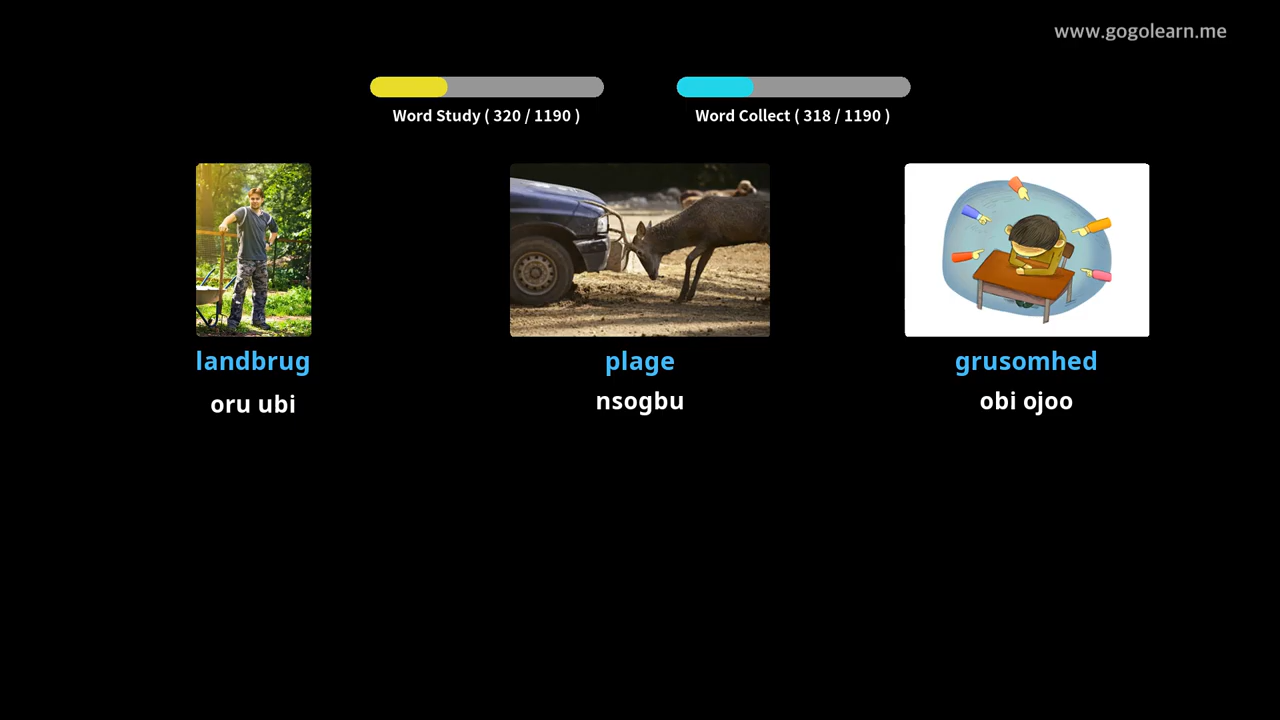 www.gogolearn.me
Word Study ( 320 / 1190 )
Word Collect ( 318 / 1190 )
landbrug
plage
grusomhed
oru ubi
nsogbu
obi ojoo